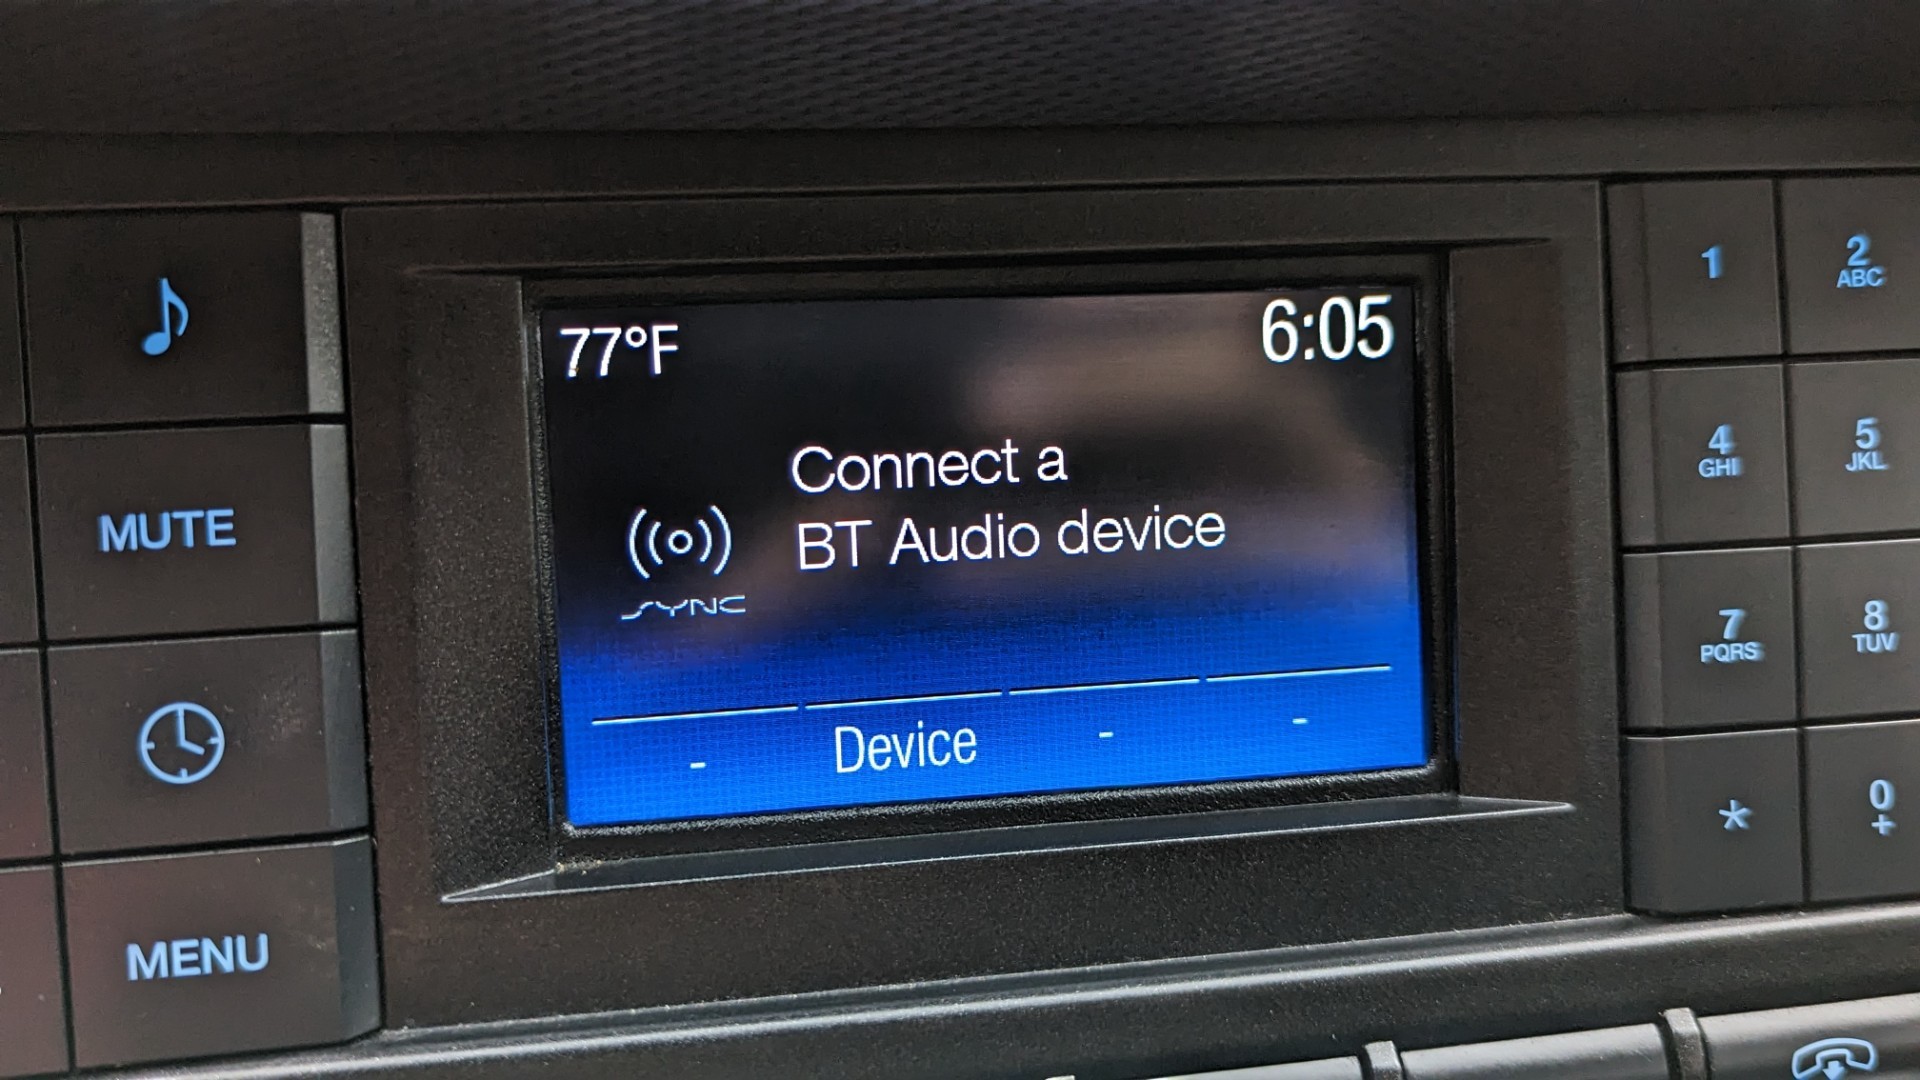 77°F
6:05
Connect a
BT Audio device
SYNC
- Device - -
MUTE
MENU
1
2
ABC
4
GHI
5
JKL
7
PQRS
8
TUV
*
0
+